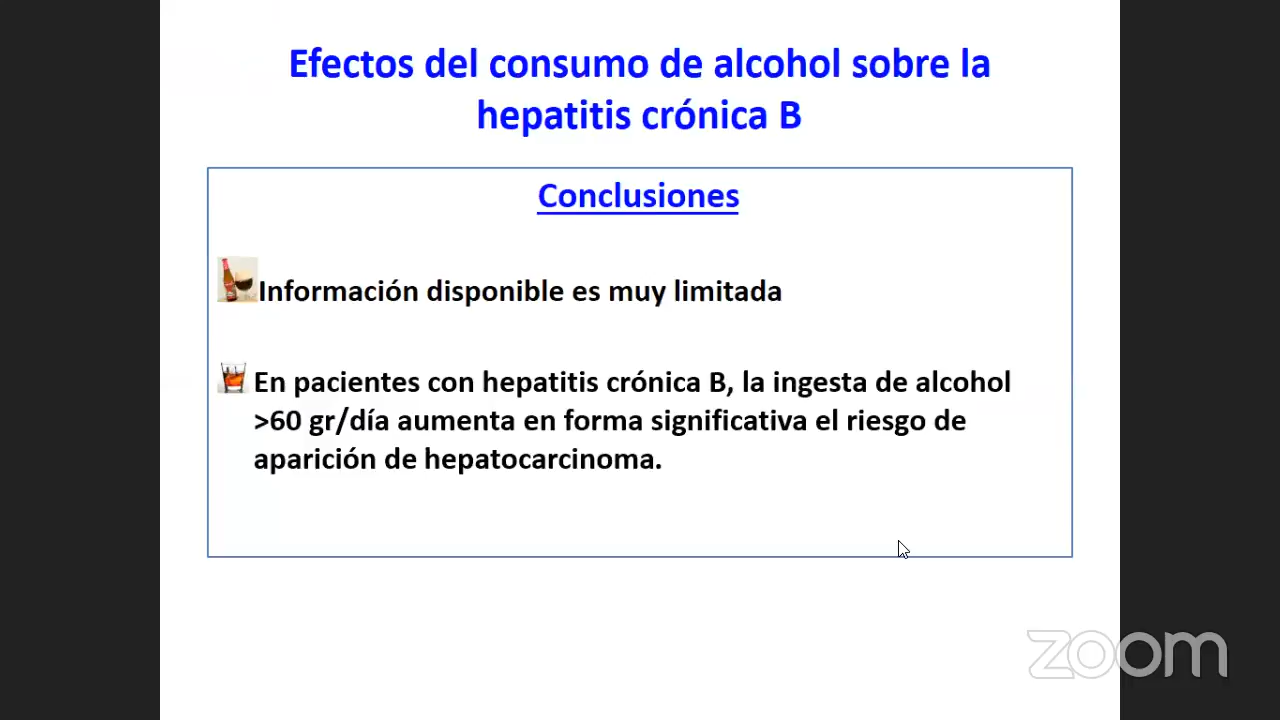 Efectos del consumo de alcohol sobre la
hepatitis crónica B
Conclusiones
Información disponible es muy limitada
En pacientes con hepatitis crónica B, la ingesta de alcohol
>60 gr/día aumenta en forma significativa el riesgo de
aparición de hepatocarcinoma.
zoom